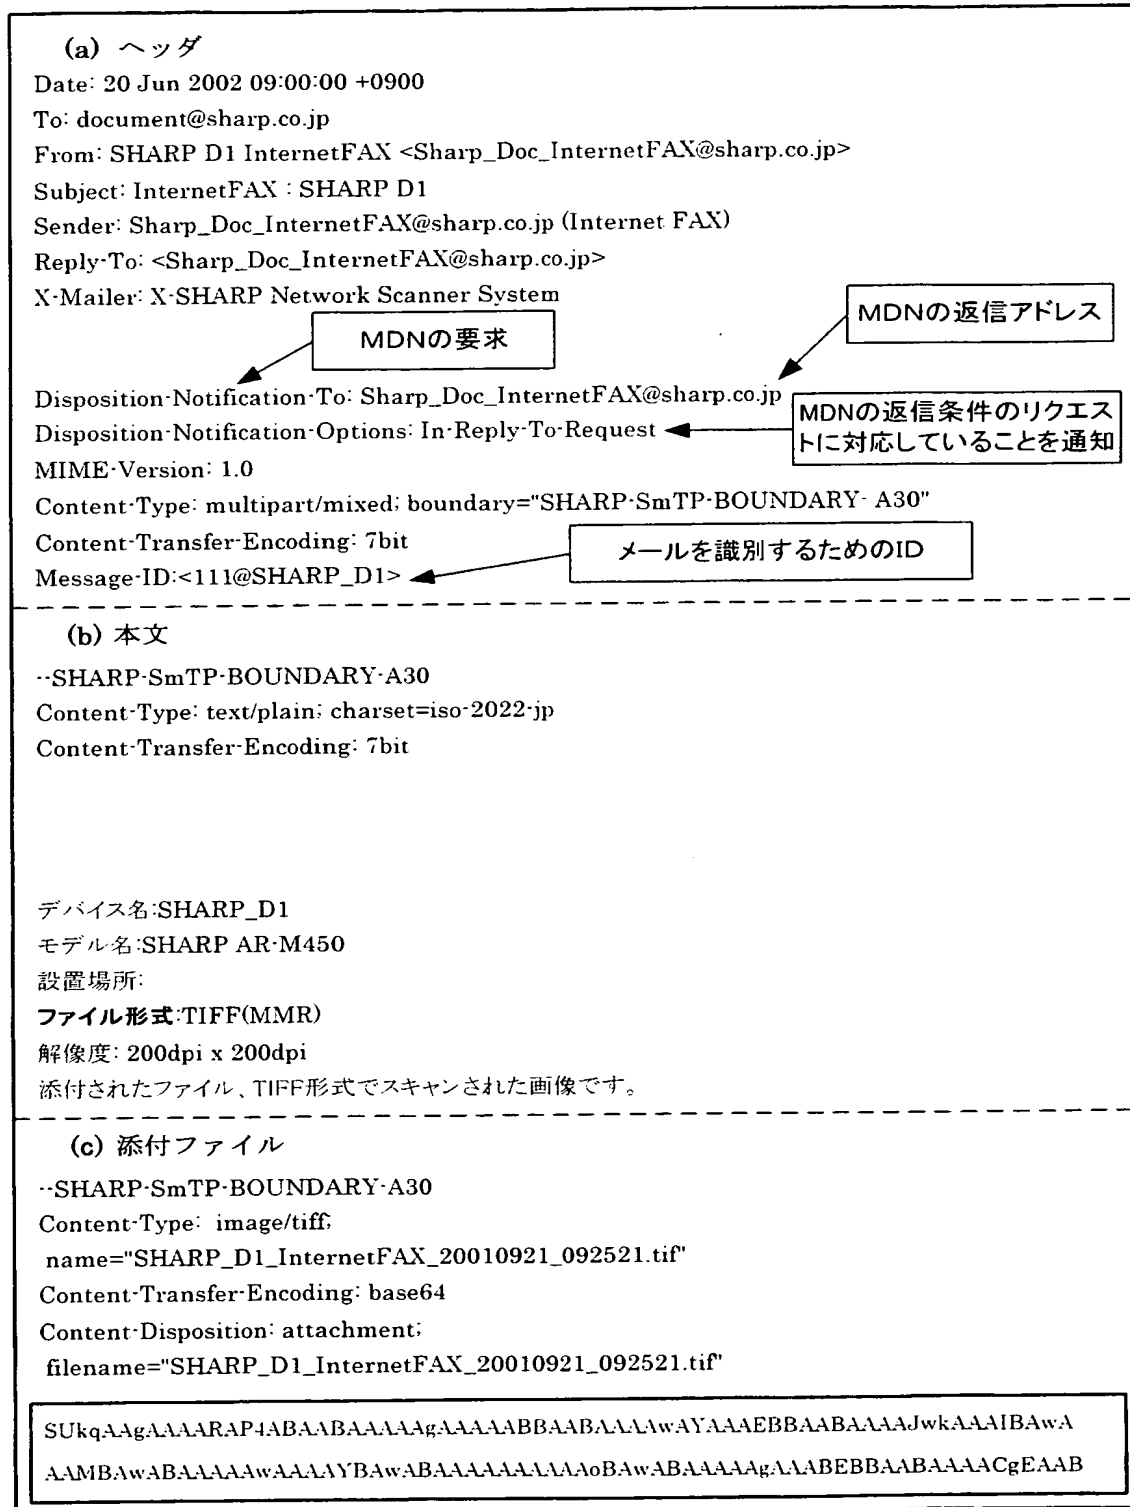 (a) ヘッダ
Date: 20 Jun 2002 09:00:00 +0900
To: document@sharp.co.jp
From: SHARP D1 InternetFAX <Sharp_Doc_InternetFAX@sharp.co.jp>
Subject: InternetFAX : SHARP D1
Sender: Sharp_Doc_InternetFAX@sharp.co.jp (Internet FAX)
Reply-To: <Sharp_Doc_InternetFAX@sharp.co.jp>
X-Mailer: X-SHARP Network Scanner System
MDNの要求
MDNの返信アドレス
Disposition-Notification-To: Sharp_Doc_InternetFAX@sharp.co.jp
Disposition-Notification-Options: In-Reply-To-Request
MDNの返信条件のリクエス
トに対応していることを通知
MIME-Version: 1.0
Content-Type: multipart/mixed; boundary="SHARP-SmTP-BOUNDARY- A30"
Content-Transfer-Encoding: 7bit
メールを識別するためのID
Message-ID:<111@SHARP_D1>
(b) 本文
--SHARP-SmTP-BOUNDARY-A30
Content-Type: text/plain; charset=iso-2022-jp
Content-Transfer-Encoding: 7bit
デバイス名:SHARP_D1
モデル名:SHARP AR-M450
設置場所:
ファイル形式:TIFF(MMR)
解像度: 200dpi x 200dpi
添付されたファイル、TIFF形式でスキャンされた画像です。
(c) 添付ファイル
--SHARP-SmTP-BOUNDARY-A30
Content-Type: image/tiff;
name="SHARP_D1_InternetFAX_20010921_092521.tif"
Content-Transfer-Encoding: base64
Content-Disposition: attachment;
filename="SHARP_D1_InternetFAX_20010921_092521.tif"
SUkqAAgAAAARAP4ABAABAAAAAgAAAAABBAABAAAAwAYAAAEBBAABAAAAJwkAAAIBAwA
AAMBAwABAAAAAwAAAAYBAwABAAAAAAAAAAoBAwABAAAAAgAAABEBBAABAAAACgEAAB